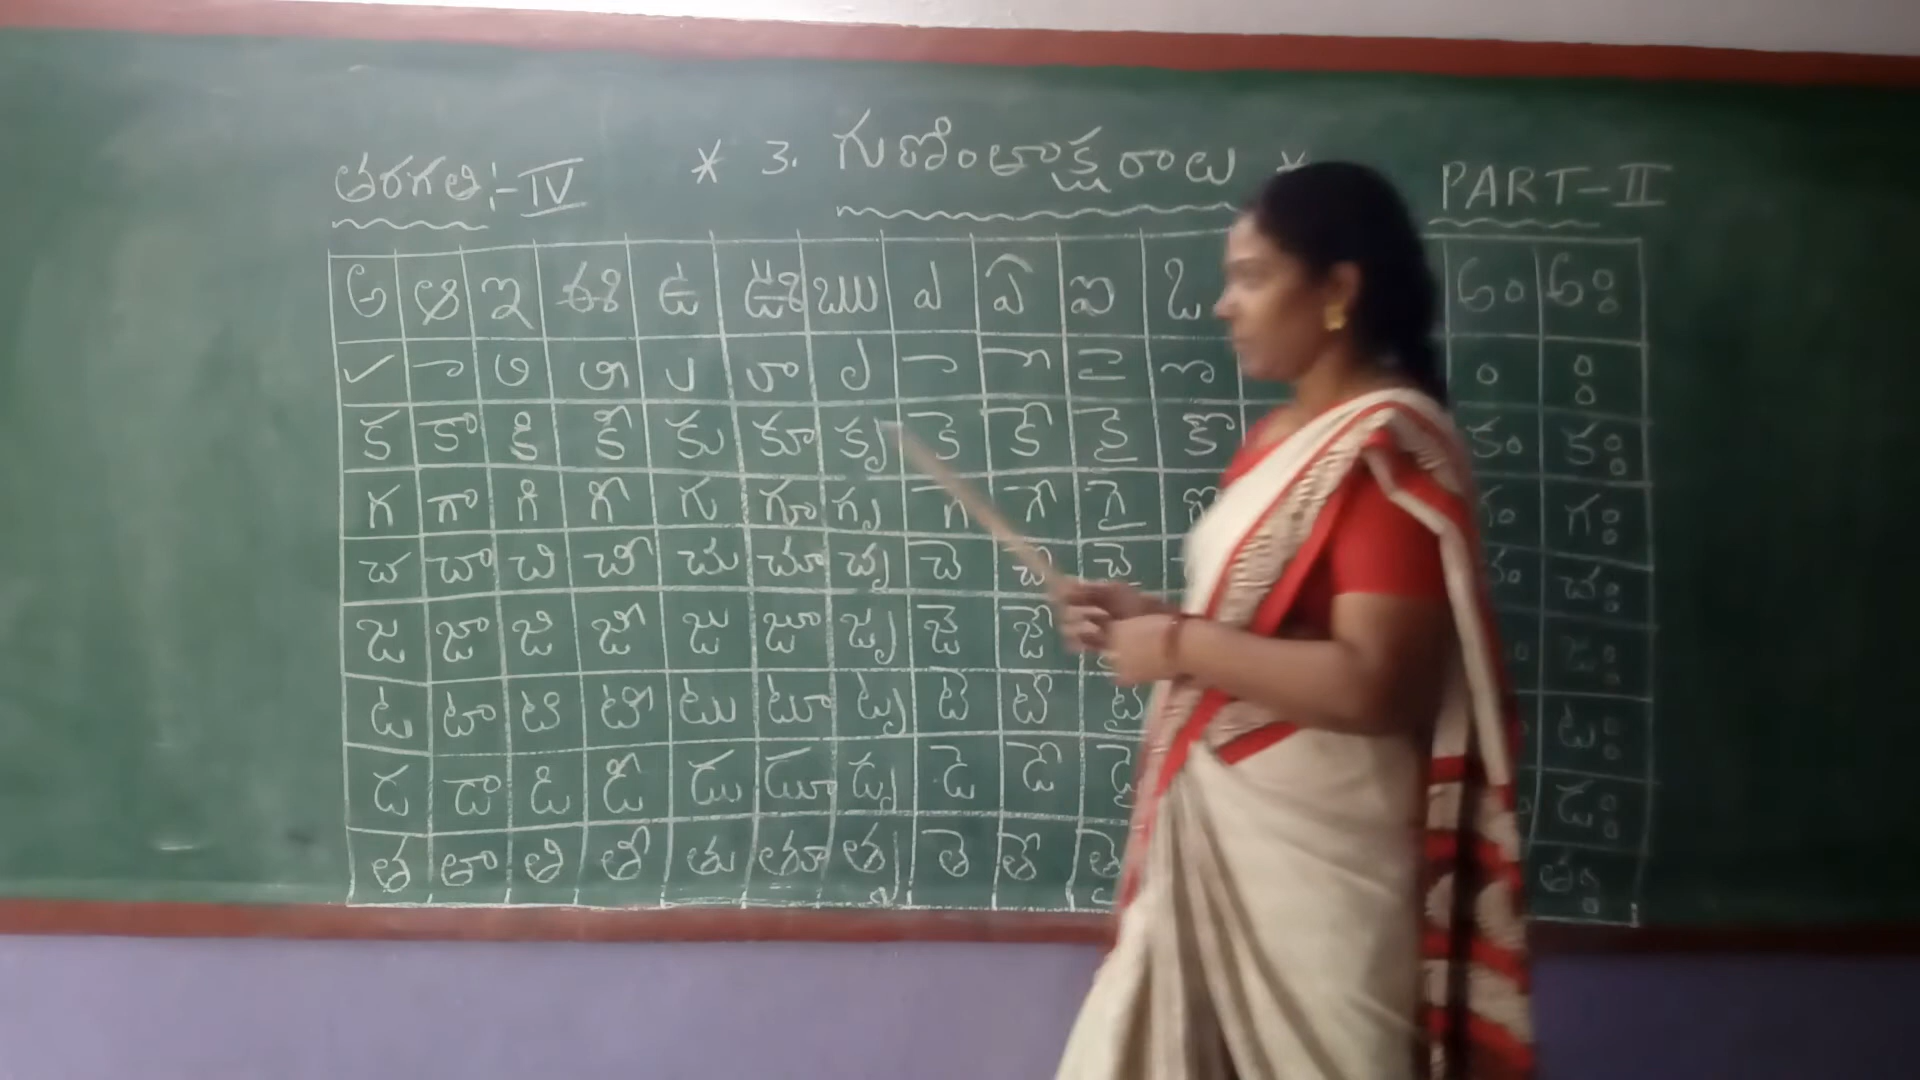 తరగతి:- IV * 3. గుణింతాక్షరాలు * PART-II
అ ఆ ఇ ఈ ఉ ఊ ఋ ఎ ఏ ఐ ఒ అం అః
✓ ా ి ీ ు ూ ృ ె ే ై ొ ం ః
క కా కి కీ కు కూ కృ కె కే కై కొ కం కః
గ గా గి గీ గు గూ గృ గె గే గై గొ గం గః
చ చా చి చీ చు చూ చృ చె చే చై చం చః
జ జా జి జీ జు జూ జృ జె జే జః
ట టా టి టీ టు టూ టృ టె టే టై టః
డ డా డి డీ డు డూ డృ డె డే డై డః
త తా తి తీ తు తూ తృ తె తే తై తః